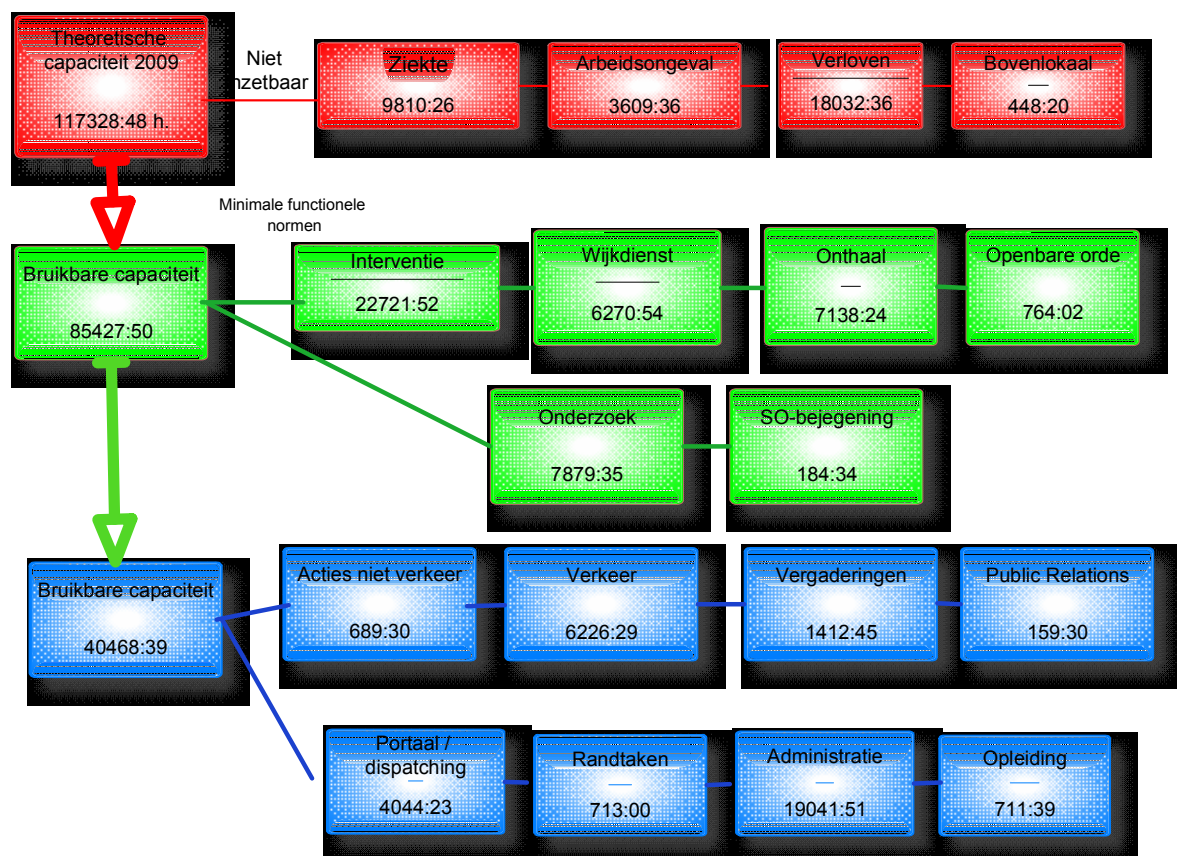 Theoretische
capaciteit 2009
117328:48 h.
Niet
nzetbaar
Ziekte
9810:26
Arbeidsongeval
3609:36
Verloven
18032:36
Bovenlokaal
448:20
Minimale functionele
normen
Bruikbare capaciteit
85427:50
Interventie
22721:52
Wijkdienst
6270:54
Onthaal
7138:24
Openbare orde
764:02
Onderzoek
7879:35
SO-bejegening
184:34
Bruikbare capaciteit
40468:39
Acties niet verkeer
689:30
Verkeer
6226:29
Vergaderingen
1412:45
Public Relations
159:30
Portaal /
dispatching
4044:23
Randtaken
713:00
Administratie
19041:51
Opleiding
711:39